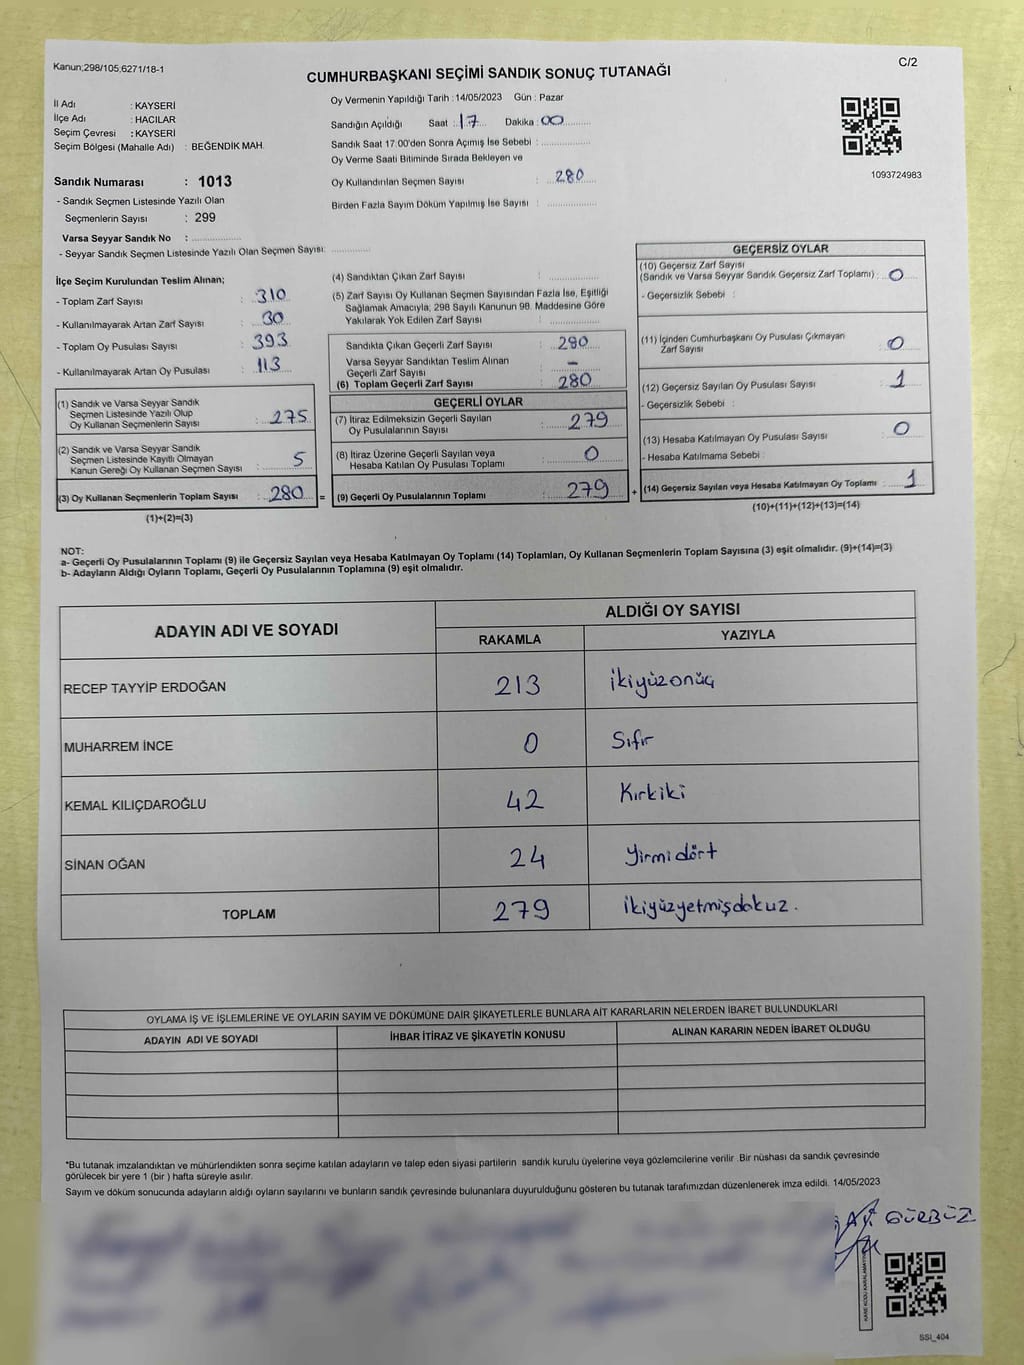 Kanun;298/105,6271/18-1
C/2
CUMHURBAŞKANI SEÇİMİ SANDIK SONUÇ TUTANAĞI
İl Adı : KAYSERİ
İlçe Adı : HACILAR
Seçim Çevresi : KAYSERİ
Seçim Bölgesi (Mahalle Adı) : BEĞENDİK MAH.
Sandık Numarası : 1013
- Sandık Seçmen Listesinde Yazılı Olan
Seçmenlerin Sayısı : 299
Varsa Seyyar Sandık No :
- Seyyar Sandık Seçmen Listesinde Yazılı Olan Seçmen Sayısı:
Oy Vermenin Yapıldığı Tarih : 14/05/2023 Gün : Pazar
Sandığın Açıldığı Saat : 17 Dakika : 00
Sandık Saat 17:00'den Sonra Açımış İse Sebebi :
Oy Verme Saati Bitiminde Sırada Bekleyen ve
Oy Kullandırılan Seçmen Sayısı : 280
Birden Fazla Sayım Döküm Yapılmış İse Sayısı :
1093724983
İlçe Seçim Kurulundan Teslim Alınan;
- Toplam Zarf Sayısı : 310
- Kullanılmayarak Artan Zarf Sayısı : 30
- Toplam Oy Pusulası Sayısı : 393
- Kullanılmayarak Artan Oy Pusulası : 113
(1) Sandık ve Varsa Seyyar Sandık
Seçmen Listesinde Yazılı Olup
Oy Kullanan Seçmenlerin Sayısı : 275
(2) Sandık ve Varsa Seyyar Sandık
Seçmen Listesinde Kayıtlı Olmayan
Kanun Gereği Oy Kullanan Seçmen Sayısı : 5
(3) Oy Kullanan Seçmenlerin Toplam Sayısı : 280 =
(1)+(2)=(3)
(4) Sandıktan Çıkan Zarf Sayısı :
(5) Zarf Sayısı Oy Kullanan Seçmen Sayısından Fazla İse, Eşitliği
Sağlamak Amacıyla; 298 Sayılı Kanunun 98. Maddesine Göre
Yakılarak Yok Edilen Zarf Sayısı :
Sandıkta Çıkan Geçerli Zarf Sayısı : 280
Varsa Seyyar Sandıktan Teslim Alınan
Geçerli Zarf Sayısı : –
(6) Toplam Geçerli Zarf Sayısı : 280
GEÇERLİ OYLAR
(7) İtiraz Edilmeksizin Geçerli Sayılan
Oy Pusulalarının Sayısı : 279
(8) İtiraz Üzerine Geçerli Sayılan veya
Hesaba Katılan Oy Pusulası Toplamı : 0
(9) Geçerli Oy Pusulalarının Toplamı : 279 +
GEÇERSİZ OYLAR
(10) Geçersiz Zarf Sayısı
(Sandık ve Varsa Seyyar Sandık Geçersiz Zarf Toplamı) : 0
- Geçersizlik Sebebi :
(11) İçinden Cumhurbaşkanı Oy Pusulası Çıkmayan
Zarf Sayısı : 0
(12) Geçersiz Sayılan Oy Pusulası Sayısı : 1
- Geçersizlik Sebebi :
(13) Hesaba Katılmayan Oy Pusulası Sayısı : 0
- Hesaba Katılmama Sebebi :
(14) Geçersiz Sayılan veya Hesaba Katılmayan Oy Toplamı : 1
(10)+(11)+(12)+(13)=(14)
NOT:
a- Geçerli Oy Pusulalarının Toplamı (9) ile Geçersiz Sayılan veya Hesaba Katılmayan Oy Toplamı (14) Toplamları, Oy Kullanan Seçmenlerin Toplam Sayısına (3) eşit olmalıdır. (9)+(14)=(3)
b- Adayların Aldığı Oyların Toplamı, Geçerli Oy Pusulalarının Toplamına (9) eşit olmalıdır.
ADAYIN ADI VE SOYADI ALDIĞI OY SAYISI
RAKAMLA YAZIYLA
RECEP TAYYİP ERDOĞAN 213 ikiyüzonüç
MUHARREM İNCE 0 Sıfır
KEMAL KILIÇDAROĞLU 42 Kırkiki
SİNAN OĞAN 24 Yirmidört
TOPLAM 279 ikiyüzyetmişdokuz.
OYLAMA İŞ VE İŞLEMLERİNE VE OYLARIN SAYIM VE DÖKÜMÜNE DAİR ŞİKAYETLERLE BUNLARA AİT KARARLARIN NELERDEN İBARET BULUNDUKLARI
ADAYIN ADI VE SOYADI İHBAR İTİRAZ VE ŞİKAYETİN KONUSU ALINAN KARARIN NEDEN İBARET OLDUĞU
*Bu tutanak imzalandıktan ve mühürlendikten sonra seçime katılan adayların ve talep eden siyasi partilerin sandık kurulu üyelerine veya gözlemcilerine verilir .Bir nüshası da sandık çevresinde
görülecek bir yere 1 (bir ) hafta süreyle asılır.
Sayım ve döküm sonucunda adayların aldığı oyların sayılarını ve bunların sandık çevresinde bulunanlara duyurulduğunu gösteren bu tutanak tarafımızdan düzenlenerek imza edildi. 14/05/2023
GÜRBÜZ
SSI_404